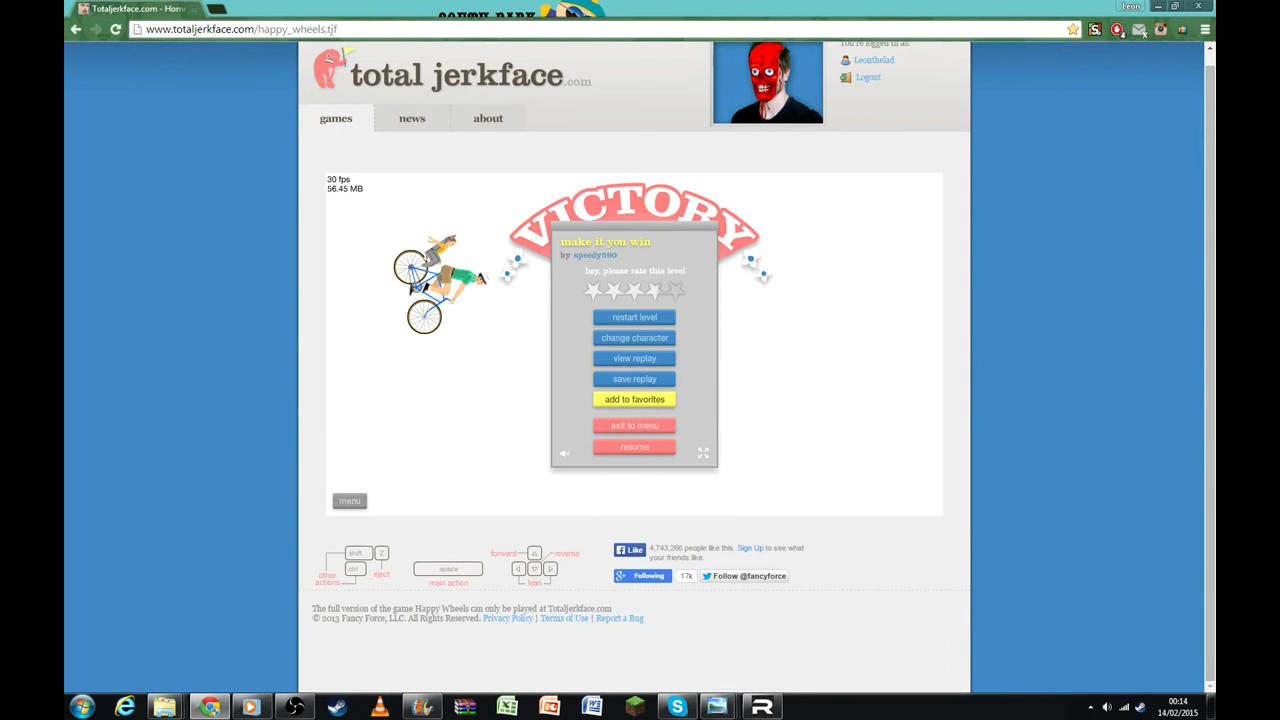 Leon
Totaljerkface.com - Hom
www.totaljerkface.com/happy_wheels.tjf
4
You're logged in as:
total jerkface.com
Leonthelad
Logout
games
news
about
30 fps
56.45 MB
VICTORY
make it you win
by speedy590
hey, please rate this level
restart level
change character
view replay
save replay
add to favorites
exit to menu
resume
menu
shift
Z
ctrl
other
actions
eject
space
main action
forward
reverse
lean
Like
4,743,266 people like this. Sign Up to see what
your friends like.
Following
17k
Follow @fancyforce
The full version of the game Happy Wheels can only be played at Totaljerkface.com
© 2013 Fancy Force, LLC. All Rights Reserved. Privacy Policy | Terms of Use | Report a Bug
00:14
14/02/2015